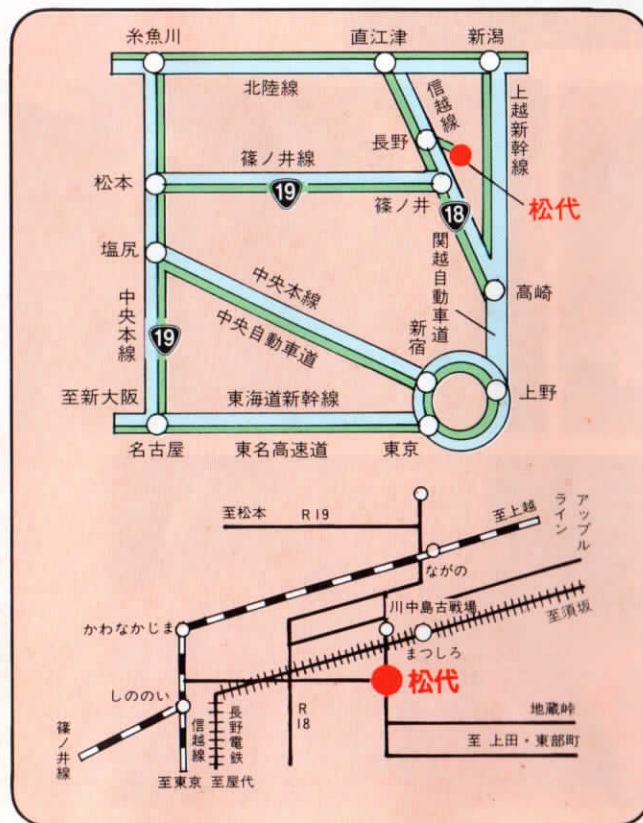 糸魚川
直江津
新潟
北陸線
信越線
上越新幹線
長野
篠ノ井線
松本
19
篠ノ井
18
松代
塩尻
関越自動車道
中央本線
中央自動車道
高崎
新宿
中央本線
19
上野
至新大阪
東海道新幹線
名古屋
東名高速道
東京
至松本
R19
至上越
アップル
ライン
ながの
川中島古戦場
至須坂
かわなかじま
まつしろ
松代
しののい
R
18
地蔵峠
篠ノ井線
信越線
長野電鉄
至 上田・東部町
至東京
至屋代